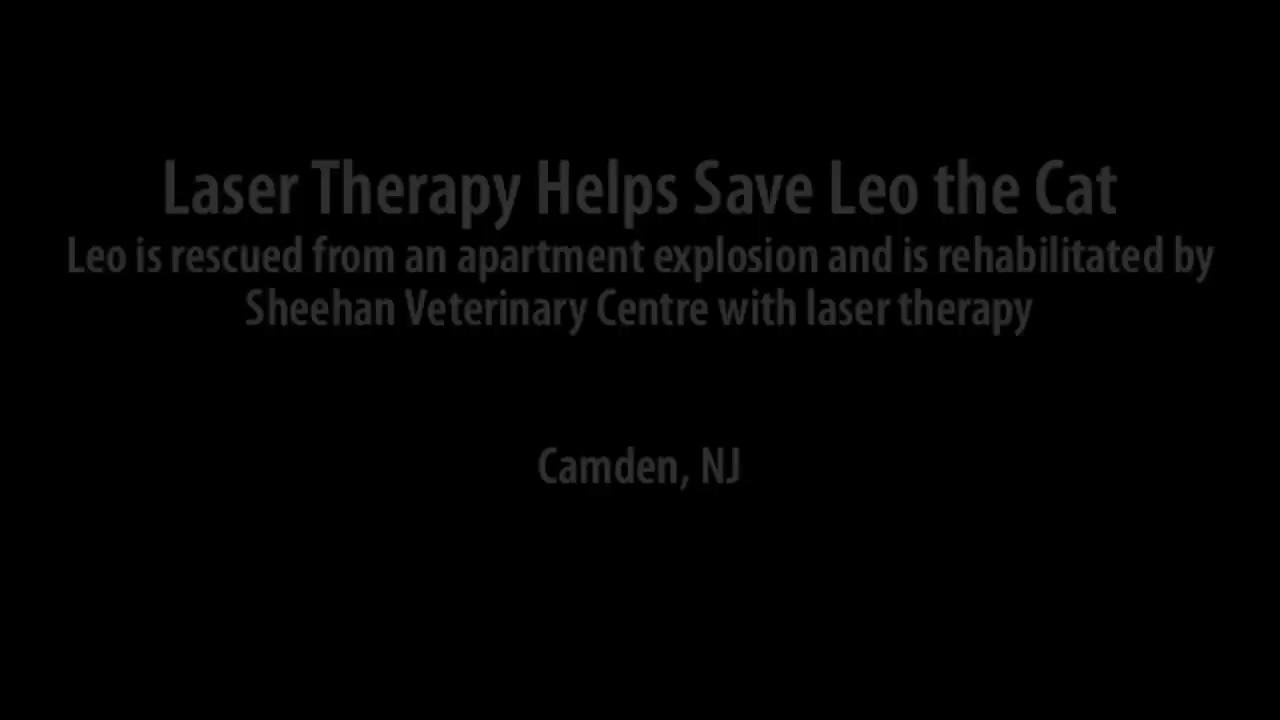 Laser Therapy Helps Save Leo the Cat
Leo is rescued from an apartment explosion and is rehabilitated by
Sheehan Veterinary Centre with laser therapy
Camden, NJ